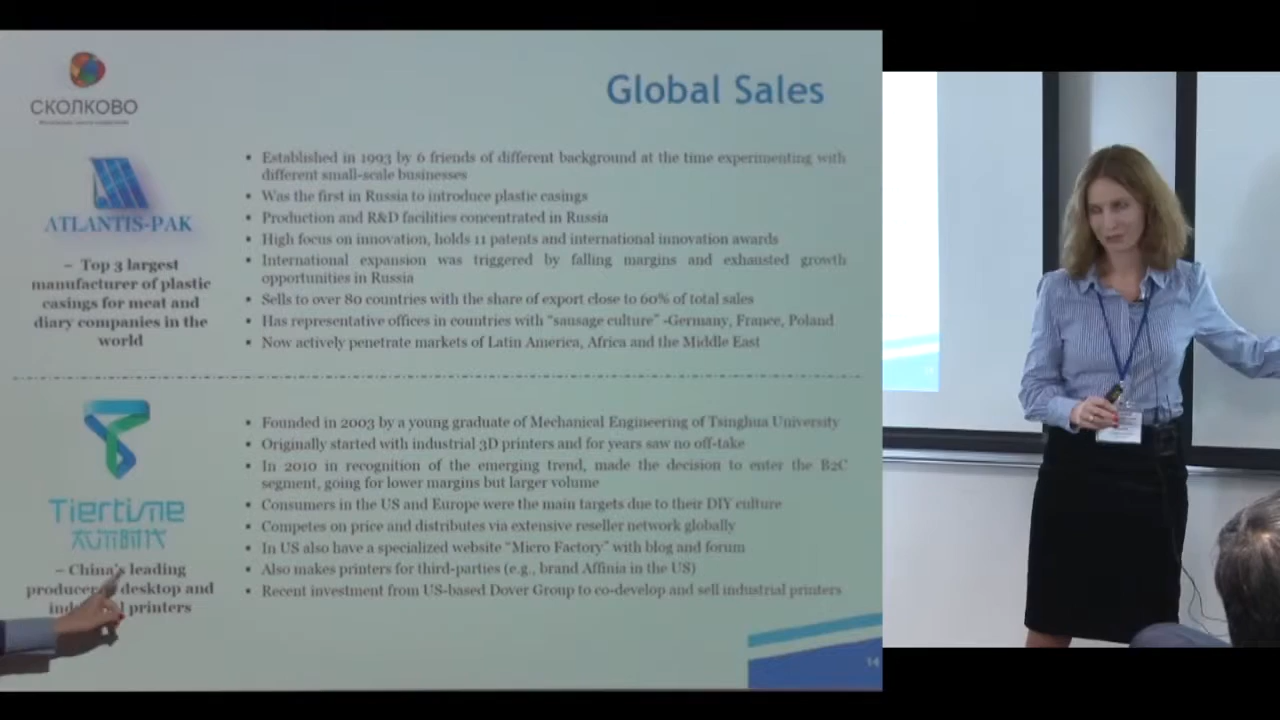 СКОЛКОВО
Global Sales
ATLANTIS-PAK
– Top 3 largest
manufacturer of plastic
casings for meat and
diary companies in the
world
▪ Established in 1993 by 6 friends of different background at the time experimenting with
different small-scale businesses
▪ Was the first in Russia to introduce plastic casings
▪ Production and R&D facilities concentrated in Russia
▪ High focus on innovation, holds 11 patents and international innovation awards
▪ International expansion was triggered by falling margins and exhausted growth
opportunities in Russia
▪ Sells to over 80 countries with the share of export close to 60% of total sales
▪ Has representative offices in countries with “sausage culture” -Germany, France, Poland
▪ Now actively penetrate markets of Latin America, Africa and the Middle East
Tiertime
– China's leading
desktop and
printers
▪ Founded in 2003 by a young graduate of Mechanical Engineering of Tsinghua University
▪ Originally started with industrial 3D printers and for years saw no off-take
▪ In 2010 in recognition of the emerging trend, made the decision to enter the B2C
segment, going for lower margins but larger volume
▪ Consumers in the US and Europe were the main targets due to their DIY culture
▪ Competes on price and distributes via extensive reseller network globally
▪ In US also have a specialized website “Micro Factory” with blog and forum
▪ Also makes printers for third-parties (e.g., brand Affinia in the US)
▪ Recent investment from US-based Dover Group to co-develop and sell industrial printers
14